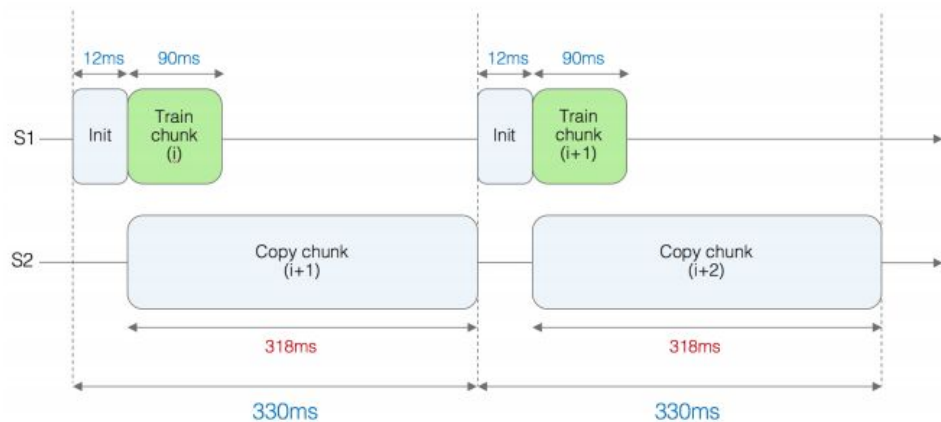 12ms
90ms
12ms
90ms
S1
Init
Train
chunk
(i)
Init
Train
chunk
(i+1)
S2
Copy chunk
(i+1)
Copy chunk
(i+2)
318ms
318ms
330ms
330ms